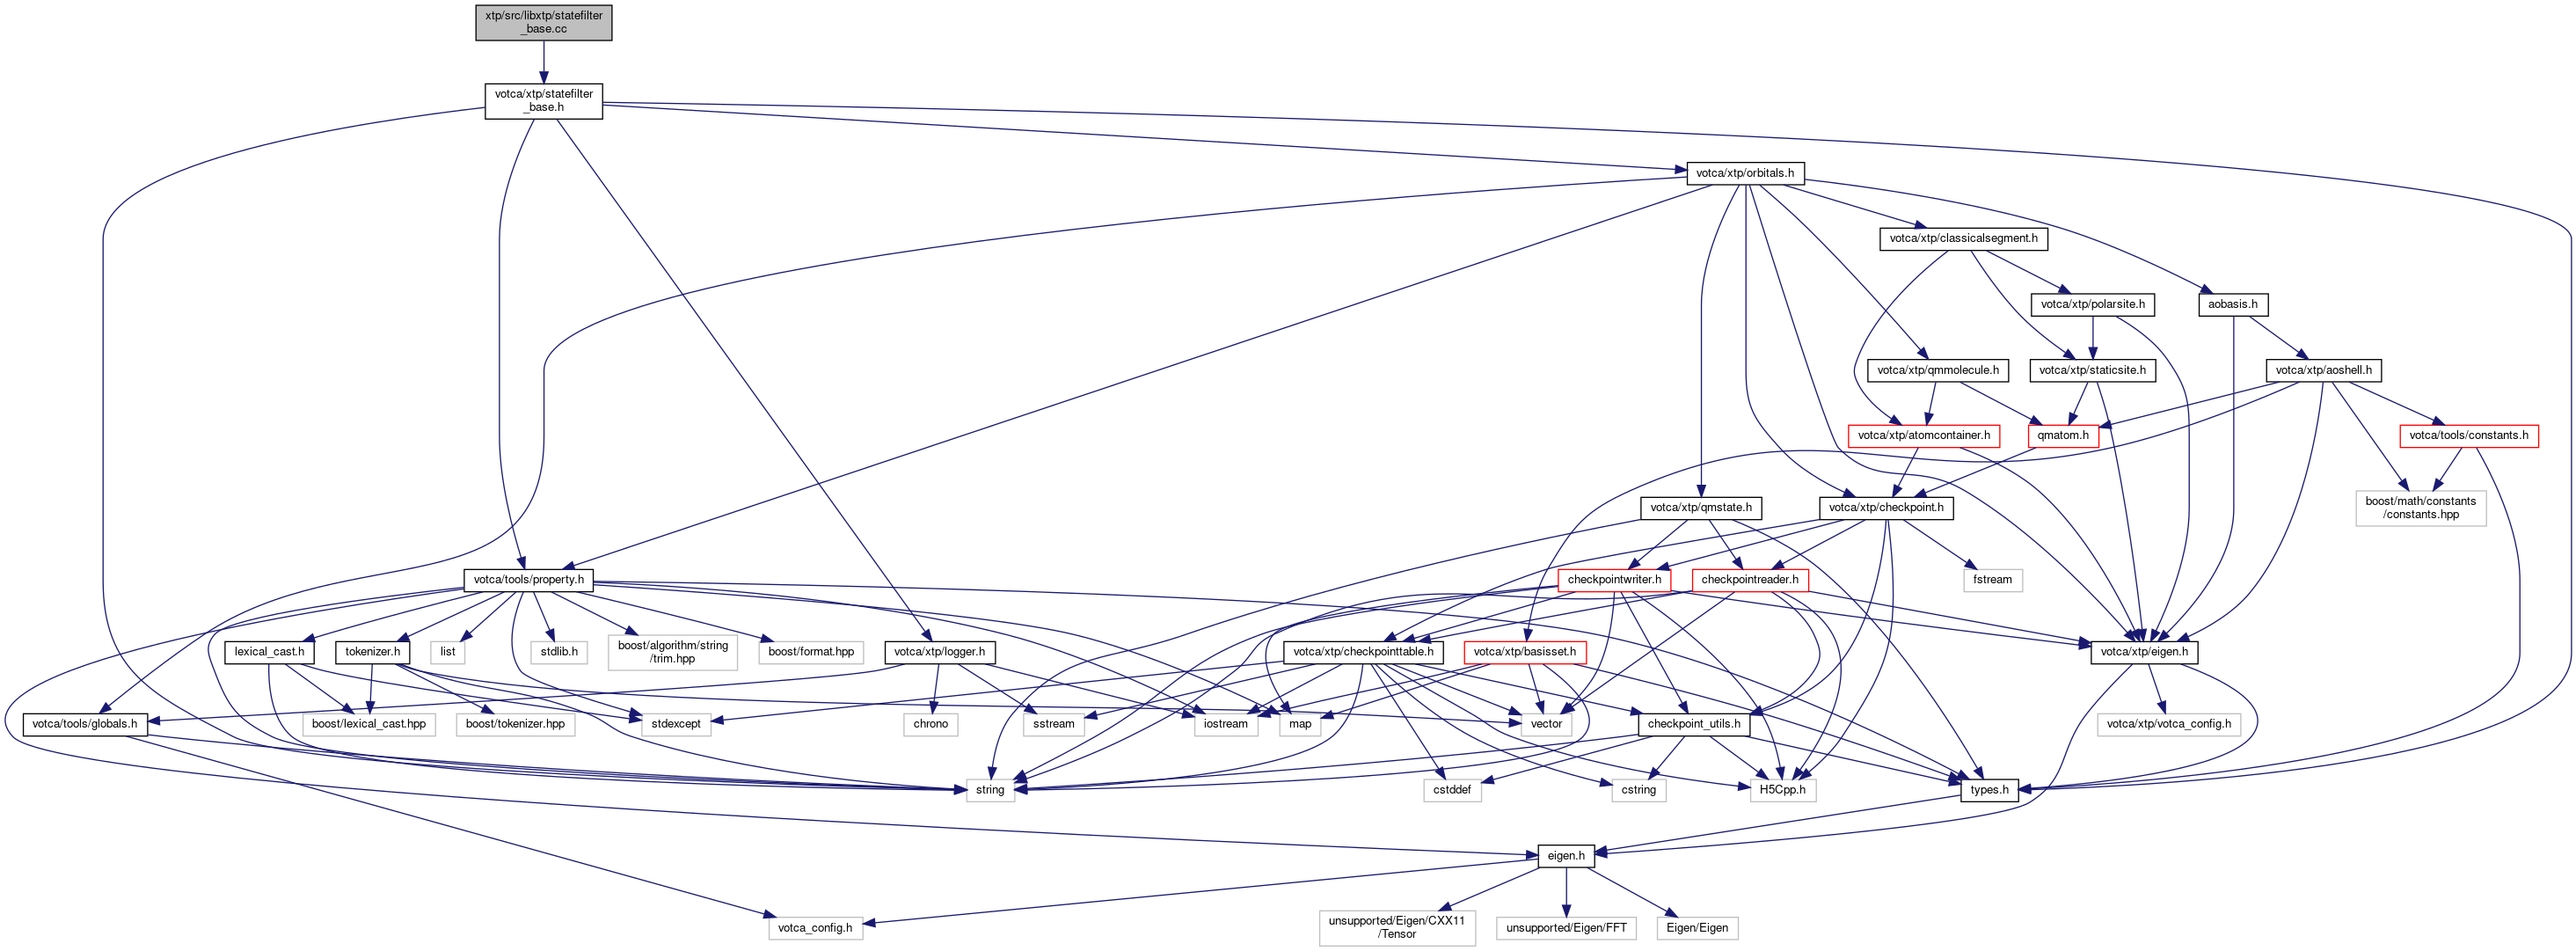 xtp/src/libxtp/statefilter
_base.cc
votca/xtp/statefilter
_base.h
votca/xtp/orbitals.h
votca/xtp/classicalsegment.h
votca/xtp/polarsite.h
aobasis.h
votca/xtp/qmmolecule.h
votca/xtp/staticsite.h
votca/xtp/aoshell.h
votca/xtp/atomcontainer.h
qmatom.h
votca/tools/constants.h
votca/xtp/qmstate.h
votca/xtp/checkpoint.h
boost/math/constants
/constants.hpp
votca/tools/property.h
checkpointwriter.h
checkpointreader.h
fstream
lexical_cast.h
tokenizer.h
list
stdlib.h
boost/algorithm/string
/trim.hpp
boost/format.hpp
votca/xtp/logger.h
votca/xtp/checkpointtable.h
votca/xtp/basisset.h
votca/xtp/eigen.h
votca/tools/globals.h
boost/lexical_cast.hpp
boost/tokenizer.hpp
stdexcept
chrono
sstream
iostream
map
vector
checkpoint_utils.h
votca/xtp/votca_config.h
string
cstddef
cstring
H5Cpp.h
types.h
eigen.h
votca_config.h
unsupported/Eigen/CXX11
/Tensor
unsupported/Eigen/FFT
Eigen/Eigen